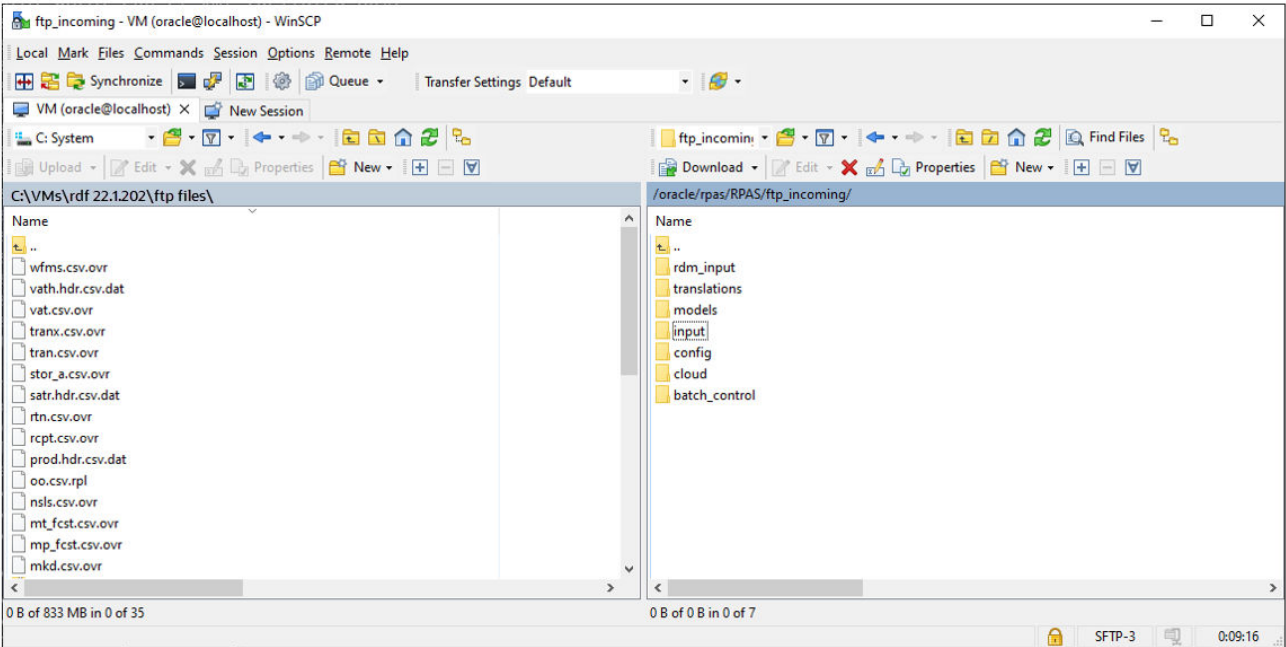 ftp_incoming - VM (oracle@localhost) - WinSCP
Local Mark Files Commands Session Options Remote Help
Synchronize Queue Transfer Settings Default
VM (oracle@localhost) X New Session
C: System ftp_incomin Find Files
Upload Edit Properties New Download Edit Properties New
C:\VMs\rdf 22.1.202\ftp files\
Name
..
wfms.csv.ovr
vath.hdr.csv.dat
vat.csv.ovr
tranx.csv.ovr
tran.csv.ovr
stor_a.csv.ovr
satr.hdr.csv.dat
rtn.csv.ovr
rcpt.csv.ovr
prod.hdr.csv.dat
oo.csv.rpl
nsls.csv.ovr
mt_fcst.csv.ovr
mp_fcst.csv.ovr
mkd.csv.ovr
0 B of 833 MB in 0 of 35
/oracle/rpas/RPAS/ftp_incoming/
Name
..
rdm_input
translations
models
input
config
cloud
batch_control
0 B of 0 B in 0 of 7
SFTP-3 0:09:16